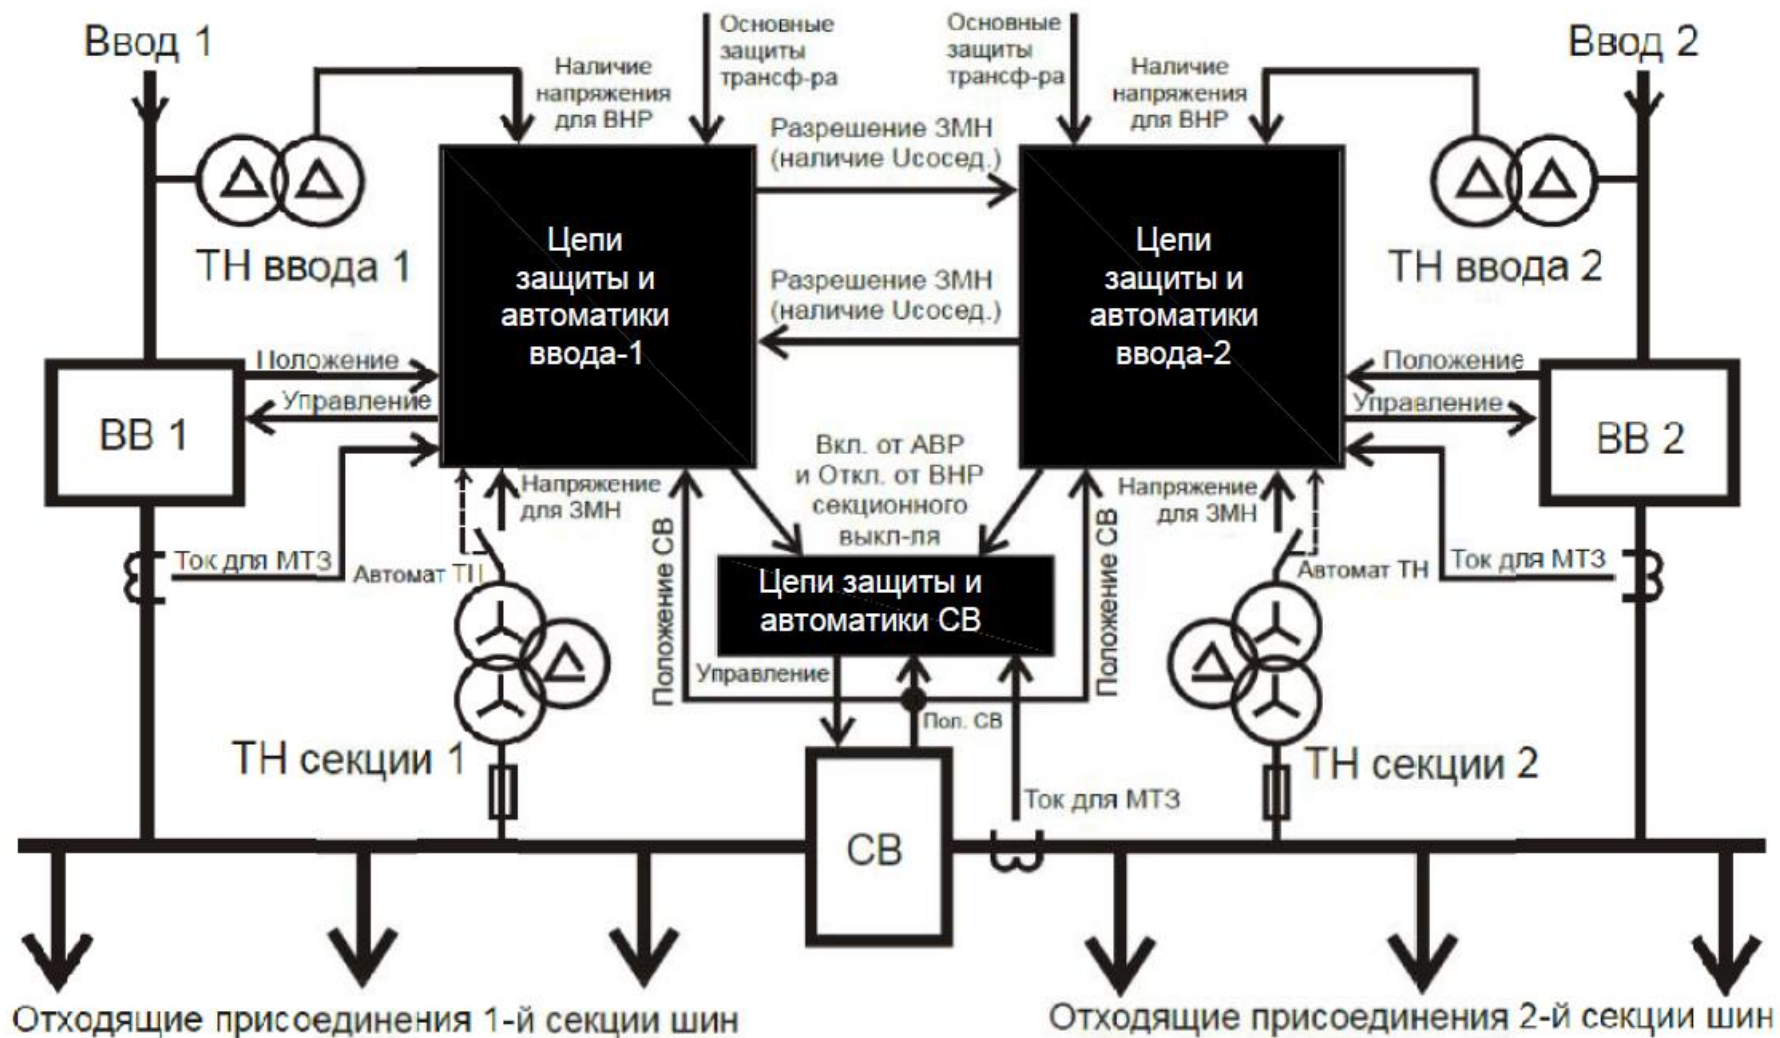 Ввод 1
Наличие
напряжения
для ВНР
Основные
защиты
трансф-ра
Основные
защиты
трансф-ра
Наличие
напряжения
для ВНР
Ввод 2
Разрешение ЗМН
(наличие Uсосед.)
ТН ввода 1
Цепи
защиты и
автоматики
ввода-1
Разрешение ЗМН
(наличие Uсосед.)
Цепи
защиты и
автоматики
ввода-2
ТН ввода 2
Положение
Управление
ВВ 1
Положение
Управление
ВВ 2
Вкл. от АВР
и Откл. от ВНР
секционного
выкл-ля
Напряжение
для ЗМН
Напряжение
для ЗМН
Ток для МТЗ
Автомат ТН
Положение СВ
Цепи защиты и
автоматики СВ
Положение СВ
Автомат ТН
Ток для МТЗ
Управление
Пол. СВ
ТН секции 1
ТН секции 2
Ток для МТЗ
СВ
Отходящие присоединения 1-й секции шин
Отходящие присоединения 2-й секции шин